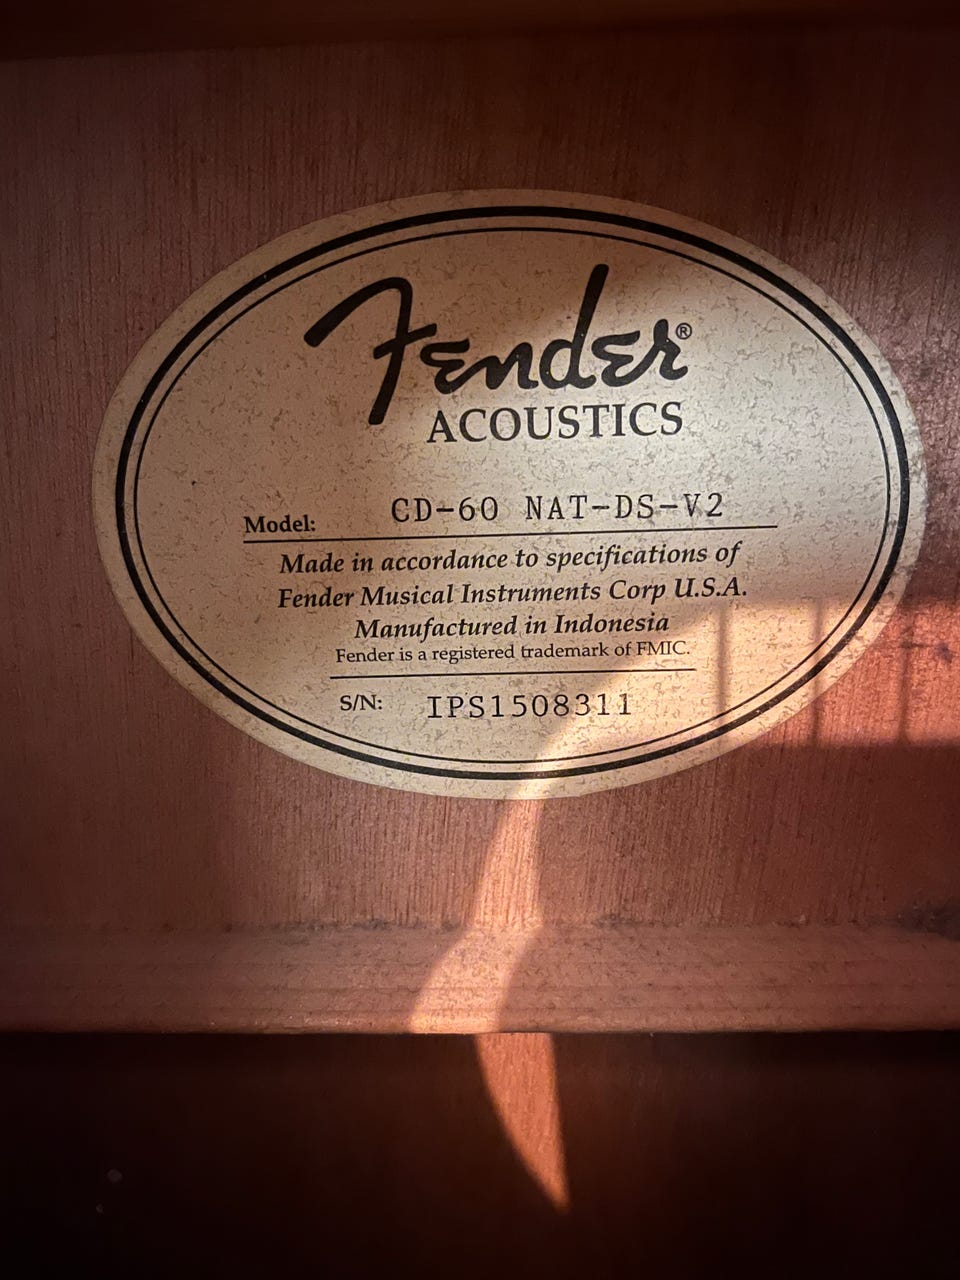 Fender®
ACOUSTICS
Model: CD-60 NAT-DS-V2
Made in accordance to specifications of
Fender Musical Instruments Corp U.S.A.
Manufactured in Indonesia
Fender is a registered trademark of FMIC.
S/N: IPS1508311